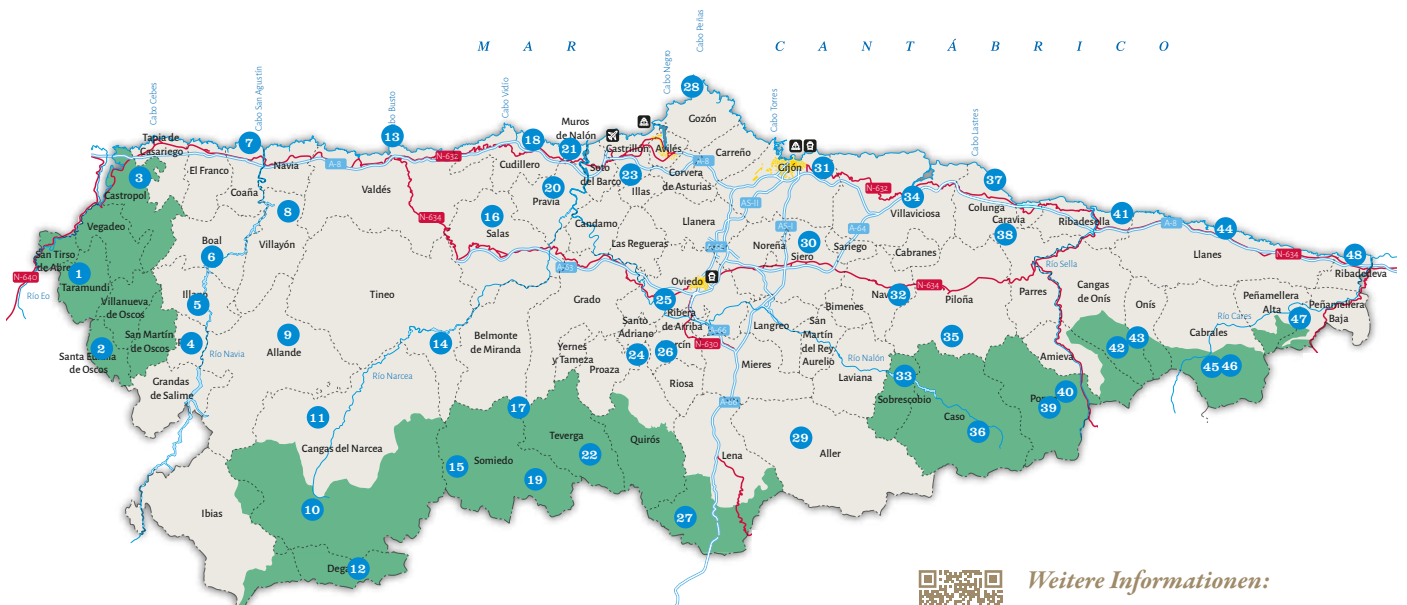 MAR CANTÁBRICO
Cabo Cebes
Cabo San Agustín
Cabo Busto
Cabo Vidio
Cabo Negro
Cabo Peñas
Cabo Torres
Cabo Lastres
28
Gozón
13
7
18
21
Muros
de Nalón
Tapia de
Casariego
3
Castropol
El Franco
Navia
A-8
N-632
Cudillero
Castrillón
Avilés
Carreño
A-8
Gijón
31
N-632
37
Coaña
Valdés
20
Pravia
Soto
del Barco
23
Illas
Corvera
de Asturias
34
Villaviciosa
Colunga
Caravia
38
Ribadesella
41
A-8
44
Vegadeo
8
Villayón
N-634
16
Salas
Candamo
Llanera
AS-II
AS-I
A-64
Las Regueras
Noreña
30
Siero
Sariego
Cabranes
Llanes
N-634
48
Ribadedeva
San Tirso
de Abres
Boal
6
A-63
Río Sella
N-640
1
Taramundi
Río Eo
Villanueva
de Oscos
5
Tineo
Grado
Oviedo
25
Ribera
de Arriba
32
N-634
Piloña
Parres
Cangas
de Onís
Onís
Peñamellera
Alta
Peñamellera
Baja
47
Río Cares
Bimenes
2
San Martín
de Oscos
4
Río Navia
9
Allande
14
Belmonte
de Miranda
Santo
Adriano
24
26
A-66
N-630
Langreo
San
Martín
del Rey
Aurelio
35
42
43
Cabrales
45
46
Santa Eulalia
de Oscos
Grandas
de Salime
Río Narcea
Yernes
y Tameza
Proaza
Riosa
Mieres
Río Nalón
Laviana
33
Sobrescobio
Amieva
40
39
11
Cangas del Narcea
17
Teverga
22
Quirós
Lena
29
Aller
Caso
36
15
Somiedo
19
10
Ibias
27
12
Weitere Informationen: